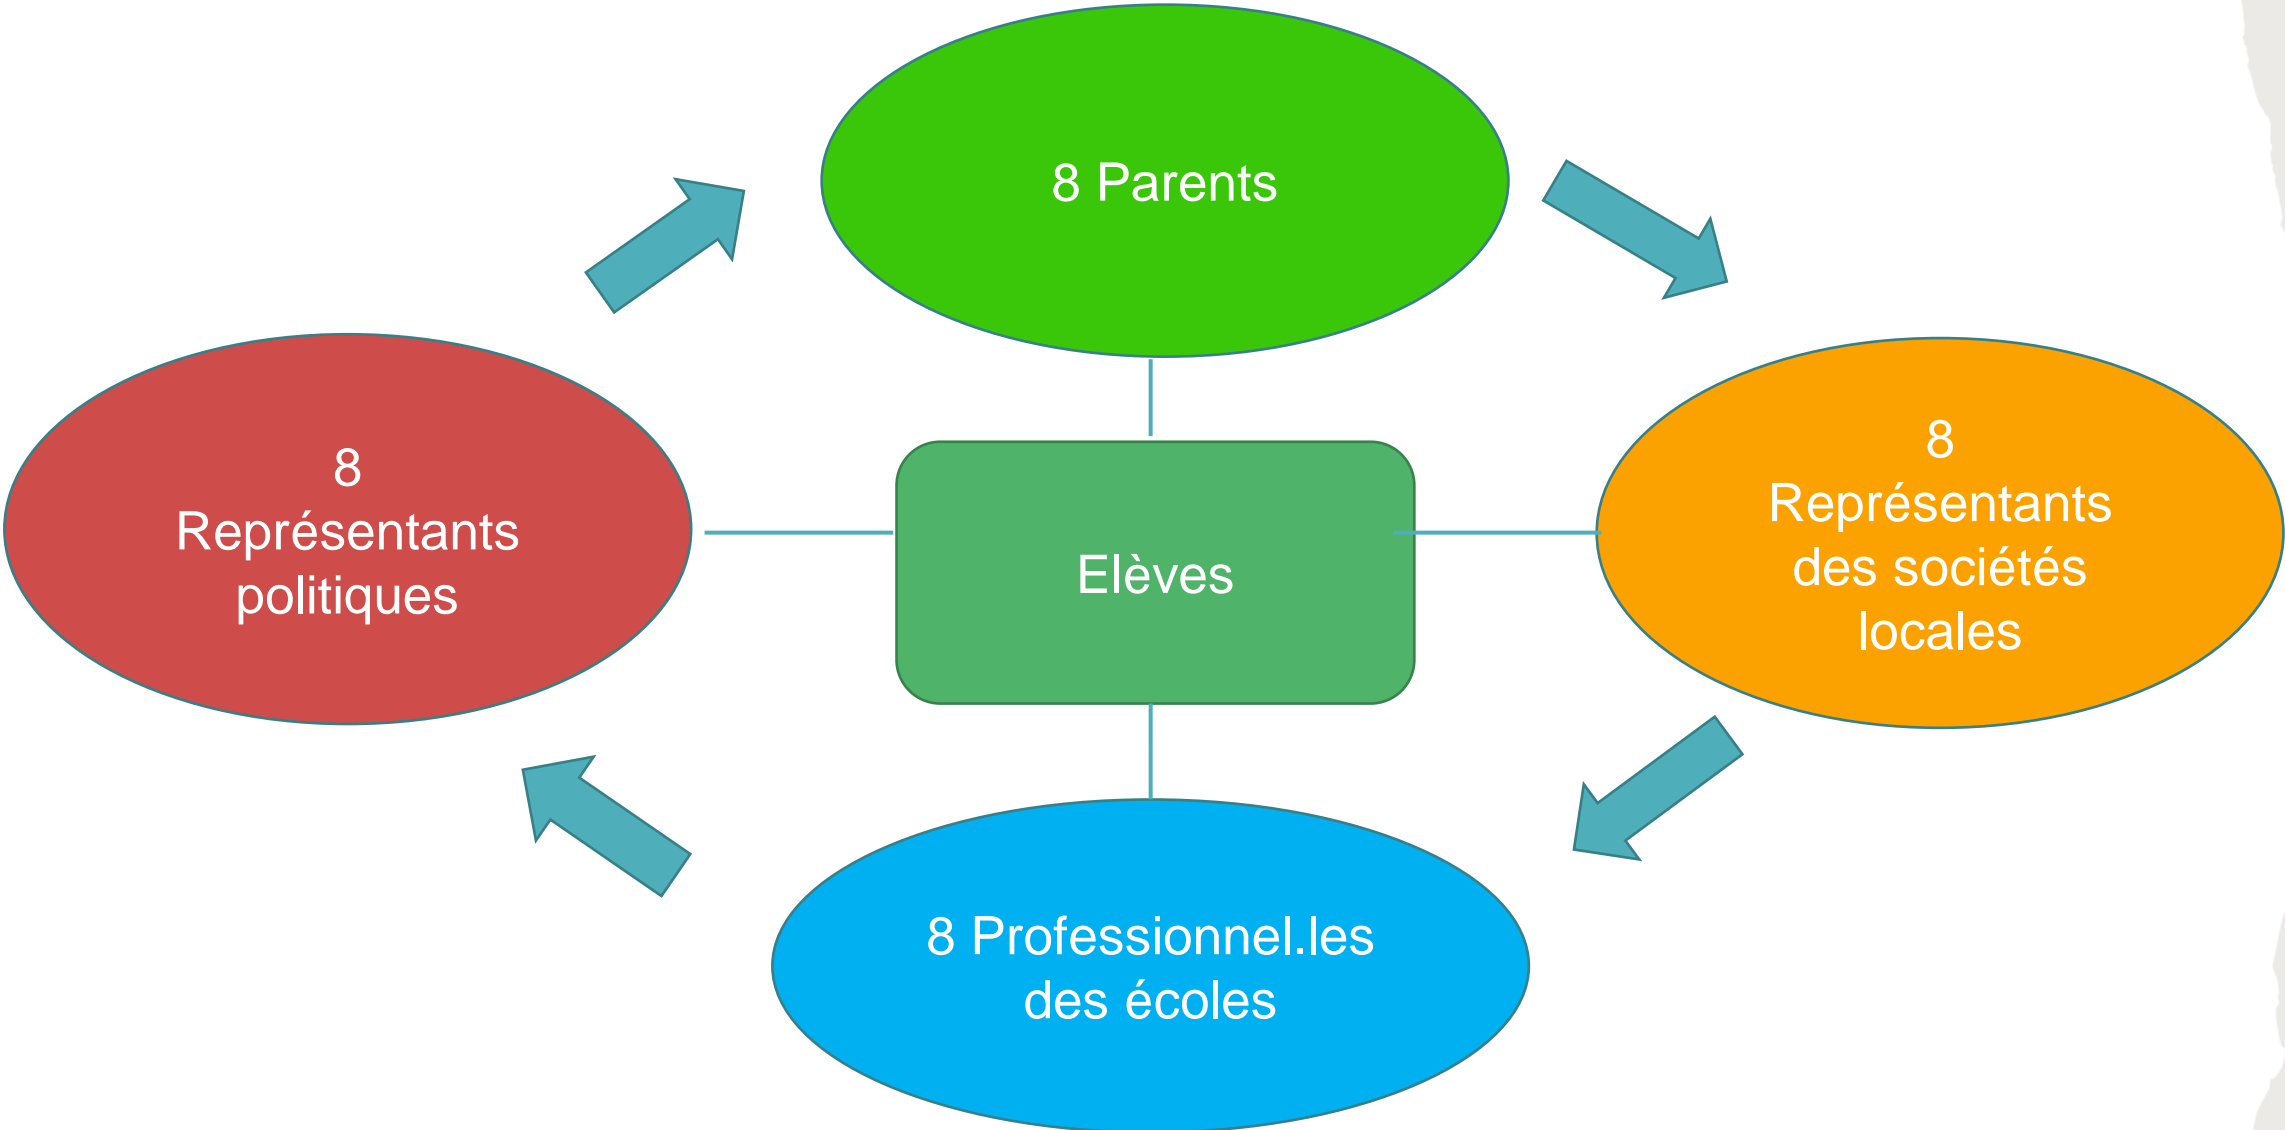 8 Parents
8
Représentants
politiques
Elèves
8
Représentants
des sociétés
locales
8 Professionnel.les
des écoles